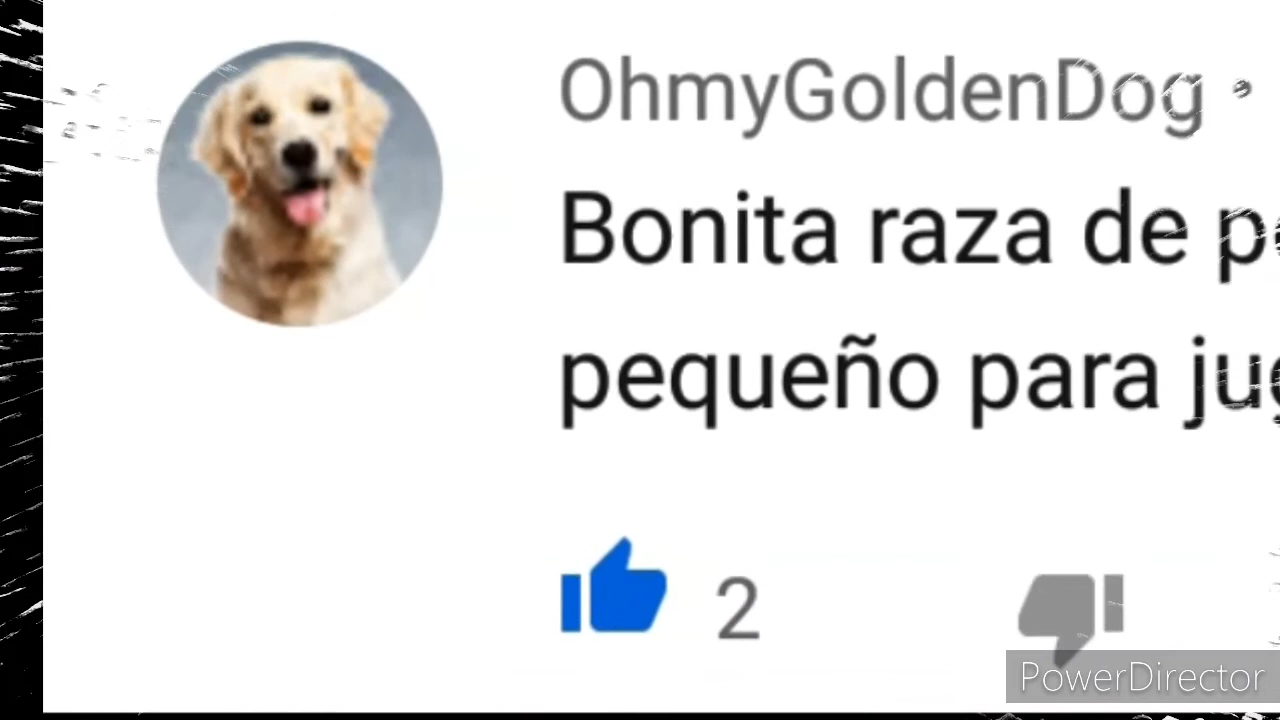 OhmyGoldenDog •
Bonita raza de
pequeño para
2
PowerDirector